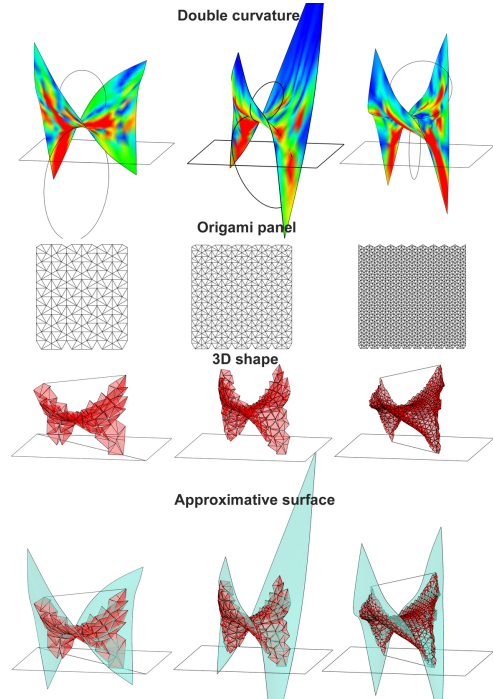 Double curvature
Origami panel
3D shape
Approximative surface